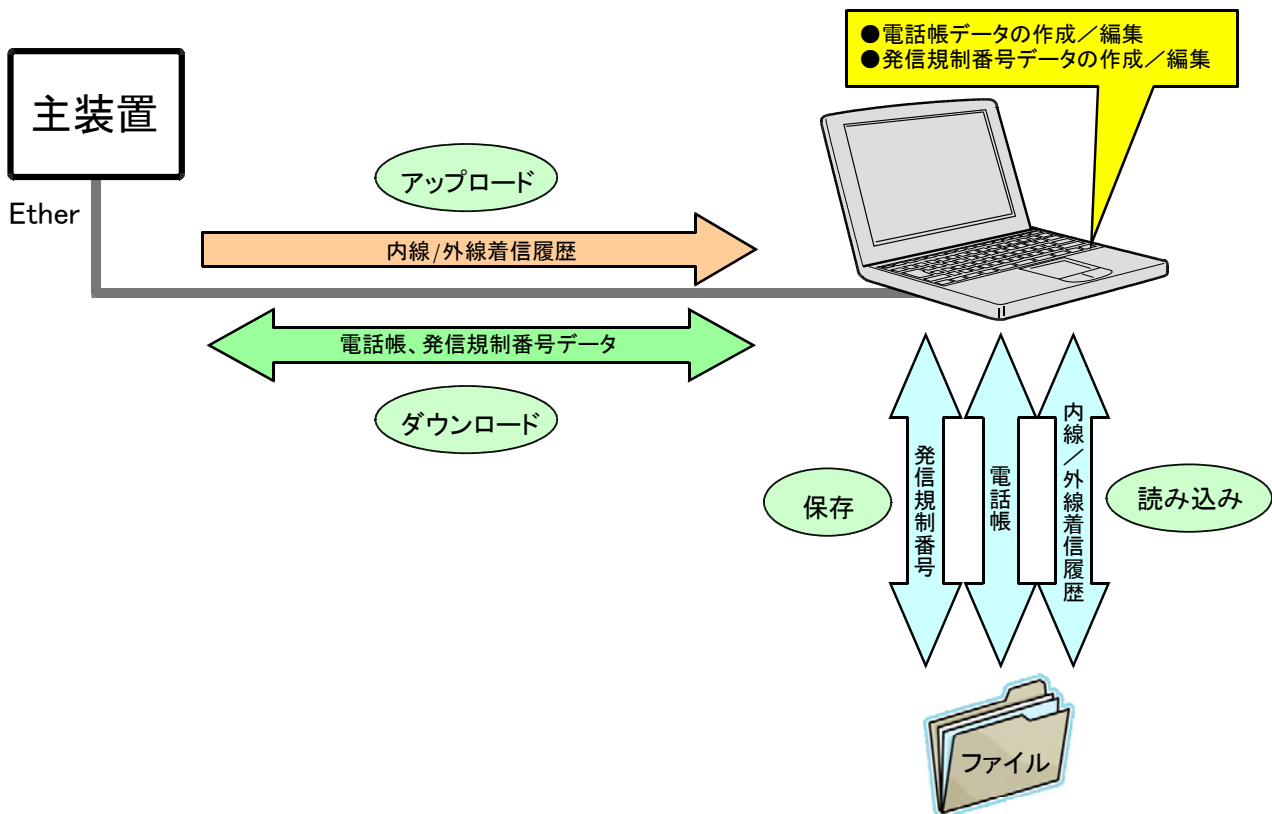 ●電話帳データの作成／編集
●発信規制番号データの作成／編集
主装置
Ether
アップロード
内線/外線着信履歴
電話帳、発信規制番号データ
ダウンロード
保存
発信規制番号
電話帳
内線／外線着信履歴
読み込み
ファイル